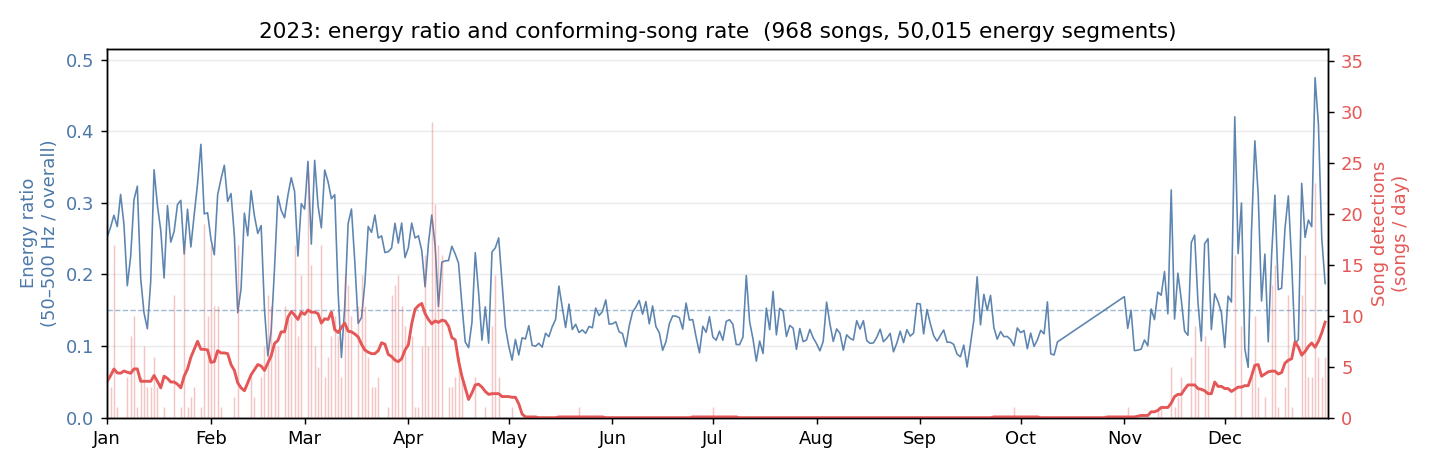 2023: energy ratio and conforming-song rate  (968 songs, 50,015 energy segments)
Energy ratio
(50–500 Hz / overall)
0.5
0.4
0.3
0.2
0.1
0.0
35
30
25
20
15
10
5
0
Song detections
(songs / day)
Jan Feb Mar Apr May Jun Jul Aug Sep Oct Nov Dec